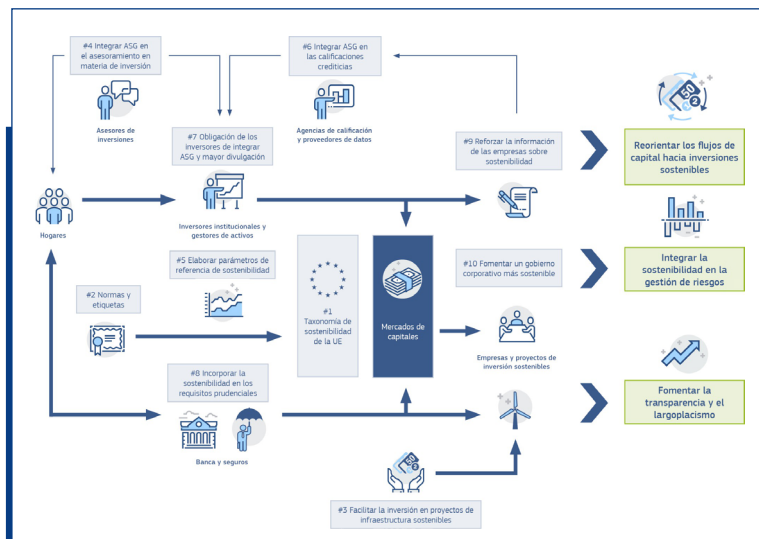 #4 Integrar ASG en
el asesoramiento en
materia de inversión
Asesores de
inversiones
#6 Integrar ASG en
las calificaciones
crediticias
Agencias de calificación
y proveedores de datos
#7 Obligación de los
inversores de integrar
ASG y mayor divulgación
Inversores institucionales y
gestores de activos
#9 Reforzar la información
de las empresas sobre
sostenibilidad
Reorientar los flujos de
capital hacia inversiones
sostenibles
Hogares
#5 Elaborar parámetros de
referencia de sostenibilidad
#2 Normas y
etiquetas
#1
Taxonomía de
sostenibilidad
de la UE
Mercados de
capitales
#10 Fomentar un gobierno
corporativo más sostenible
Integrar la
sostenibilidad en la
gestión de riesgos
Empresas y proyectos de
inversión sostenibles
#8 Incorporar la
sostenibilidad en los
requisitos prudenciales
Banca y seguros
Fomentar la
transparencia y el
largoplacismo
#3 Facilitar la inversión en proyectos de
infraestructura sostenibles